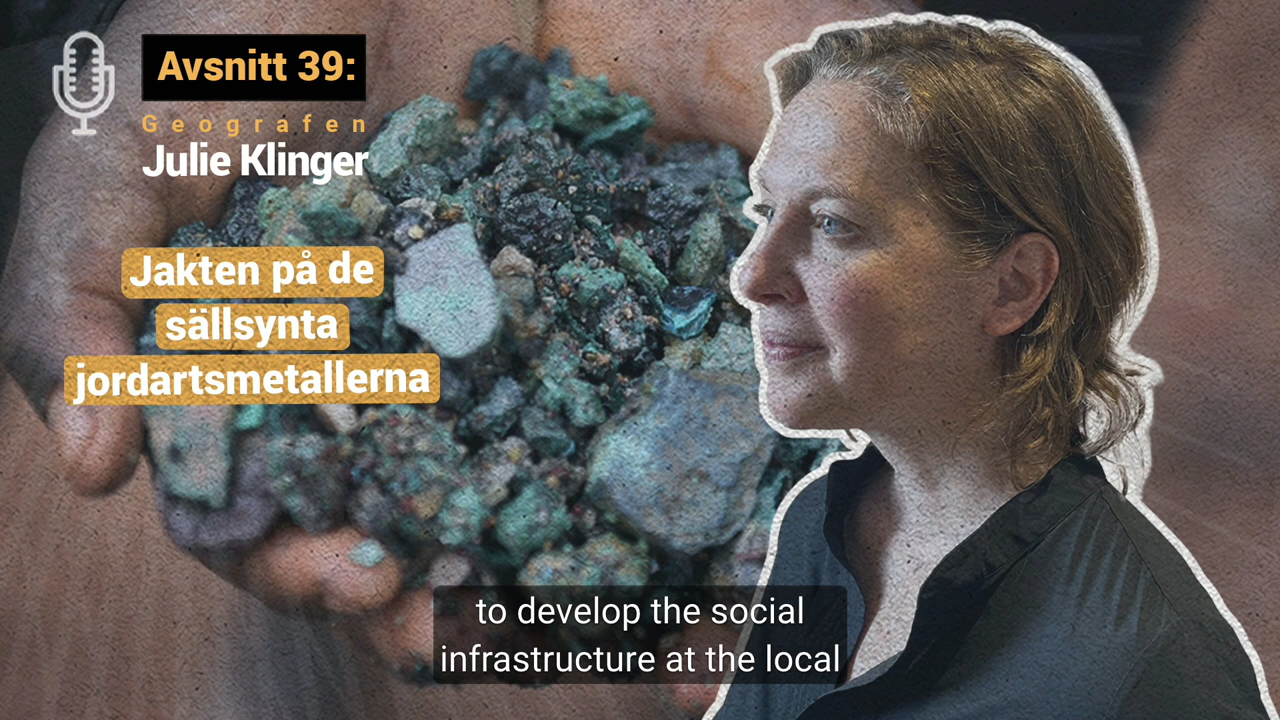 Avsnitt 39:
Geografen
Julie Klinger
Jakten på de
sällsynta
jordartsmetallerna
to develop the social
infrastructure at the local